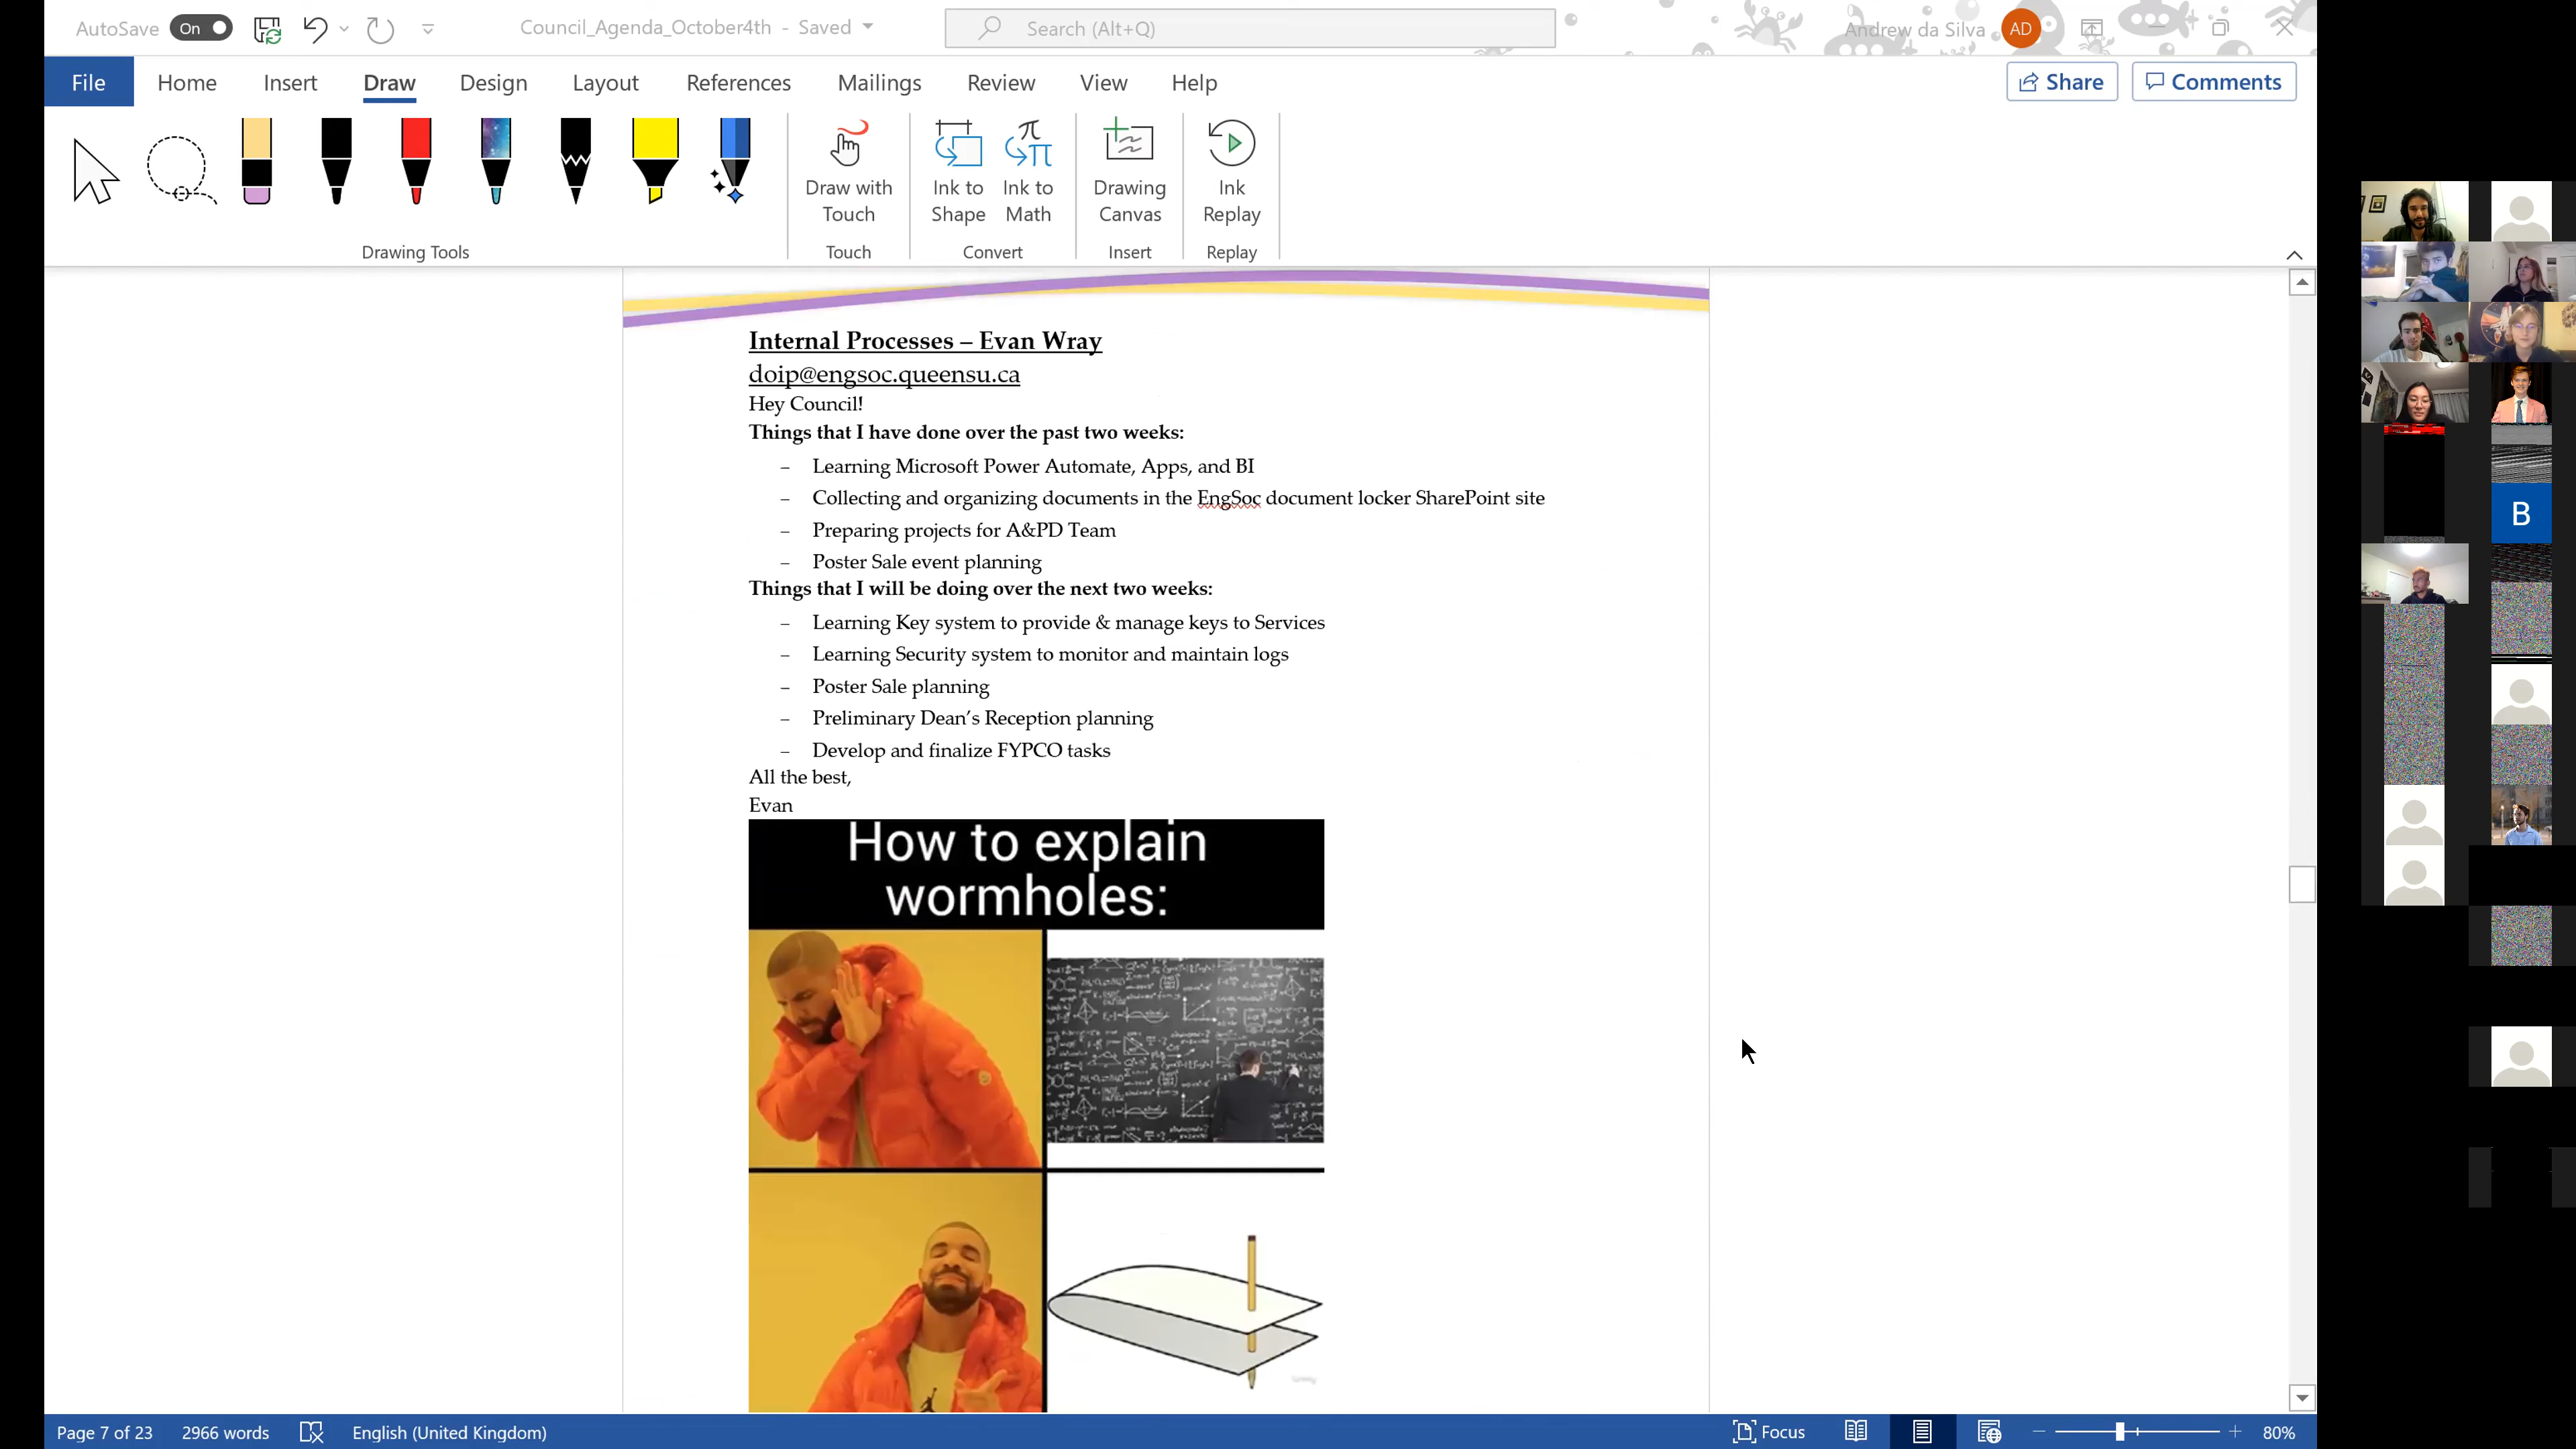 AutoSave On Council_Agenda_October4th - Saved Search (Alt+Q) Andrew da Silva AD
File Home Insert Draw Design Layout References Mailings Review View Help Share Comments
Draw with Touch
Ink to Shape
Ink to Math
Drawing Canvas
Ink Replay
Drawing Tools Touch Convert Insert Replay
Internal Processes – Evan Wray
doip@engsoc.queensu.ca
Hey Council!
Things that I have done over the past two weeks:
– Learning Microsoft Power Automate, Apps, and BI
– Collecting and organizing documents in the EngSoc document locker SharePoint site
– Preparing projects for A&PD Team
– Poster Sale event planning
Things that I will be doing over the next two weeks:
– Learning Key system to provide & manage keys to Services
– Learning Security system to monitor and maintain logs
– Poster Sale planning
– Preliminary Dean’s Reception planning
– Develop and finalize FYPCO tasks
All the best,
Evan
How to explain
wormholes:
B
Page 7 of 23 2966 words English (United Kingdom) Focus 80%